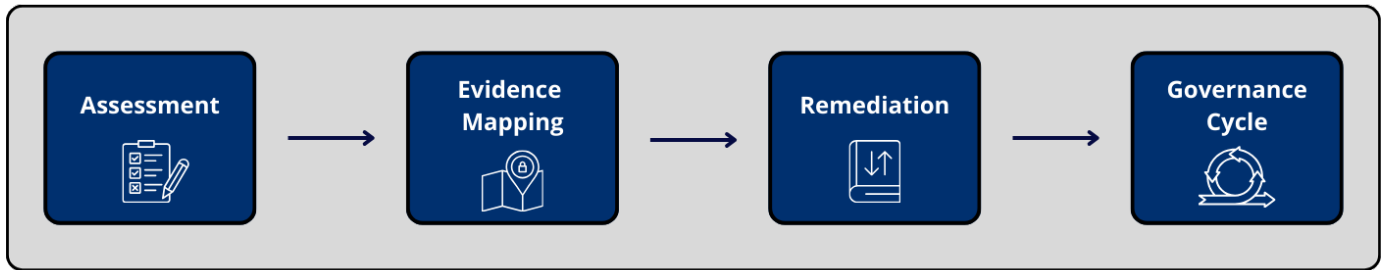 Assessment
Evidence
Mapping
Remediation
Governance
Cycle